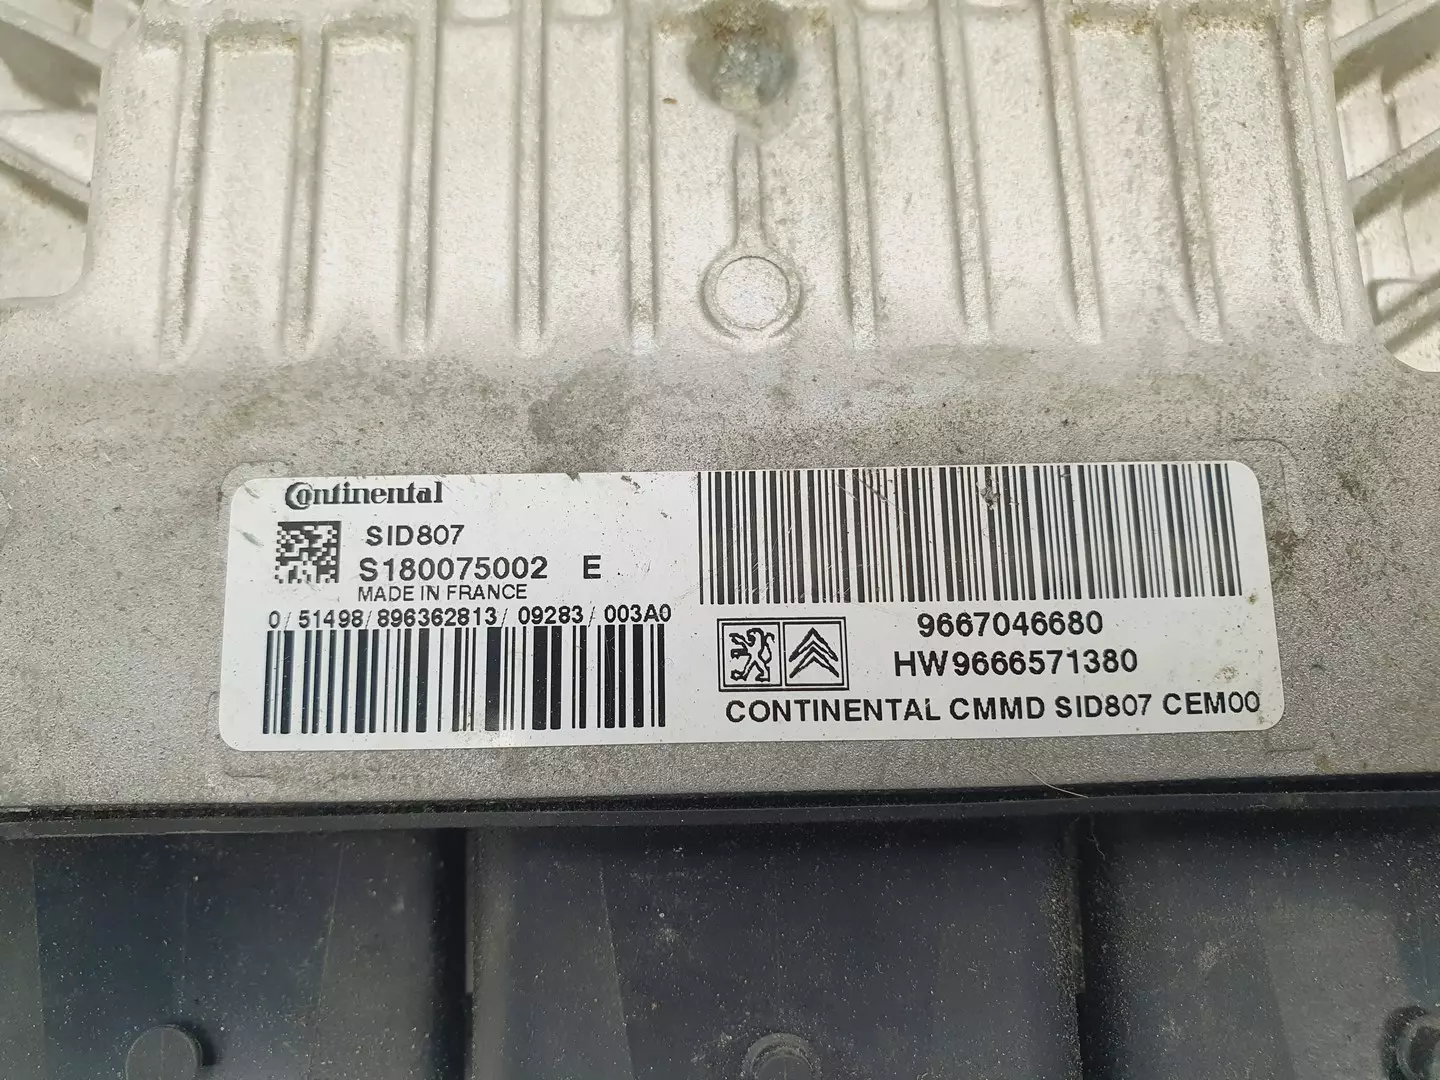 Continental
SID807
S180075002 E
MADE IN FRANCE
0/51498/896362813/09283/003A0
9667046680
HW9666571380
CONTINENTAL CMMD SID807 CEM00